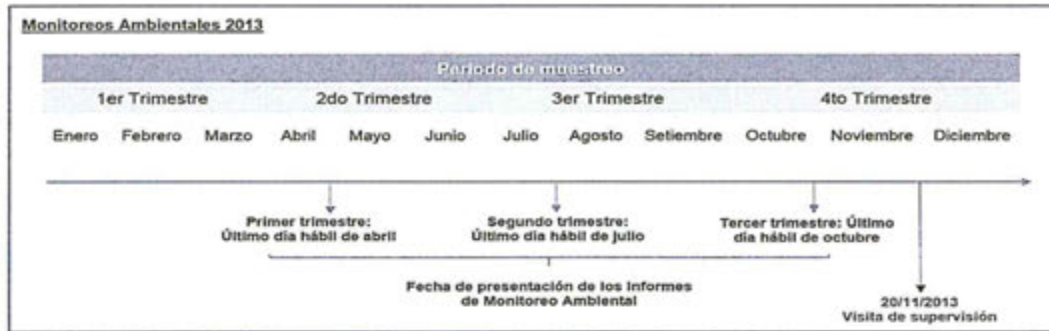 Monitoreos Ambientales 2013
Periodo de muestreo
1er Trimestre 2do Trimestre 3er Trimestre 4to Trimestre
Enero Febrero Marzo Abril Mayo Junio Julio Agosto Setiembre Octubre Noviembre Diciembre
Primer trimestre: Segundo trimestre: Tercer trimestre: Último
Último día hábil de abril Último día hábil de julio día hábil de octubre
Fecha de presentación de los Informes
de Monitoreo Ambiental
20/11/2013
Visita de supervisión